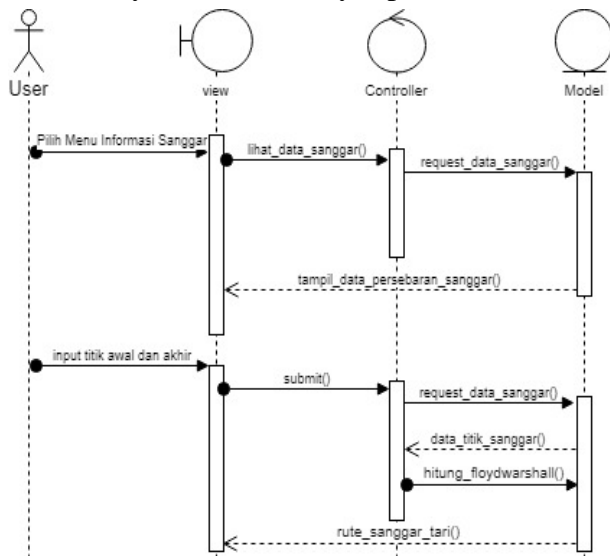 User
view
Controller
Model
Pilih Menu Informasi Sanggar
lihat_data_sanggar()
request_data_sanggar()
tampil_data_persebaran_sanggar()
input titik awal dan akhir
submit()
request_data_sanggar()
data_titik_sanggar()
hitung_floydwarshall()
rute_sanggar_tari()